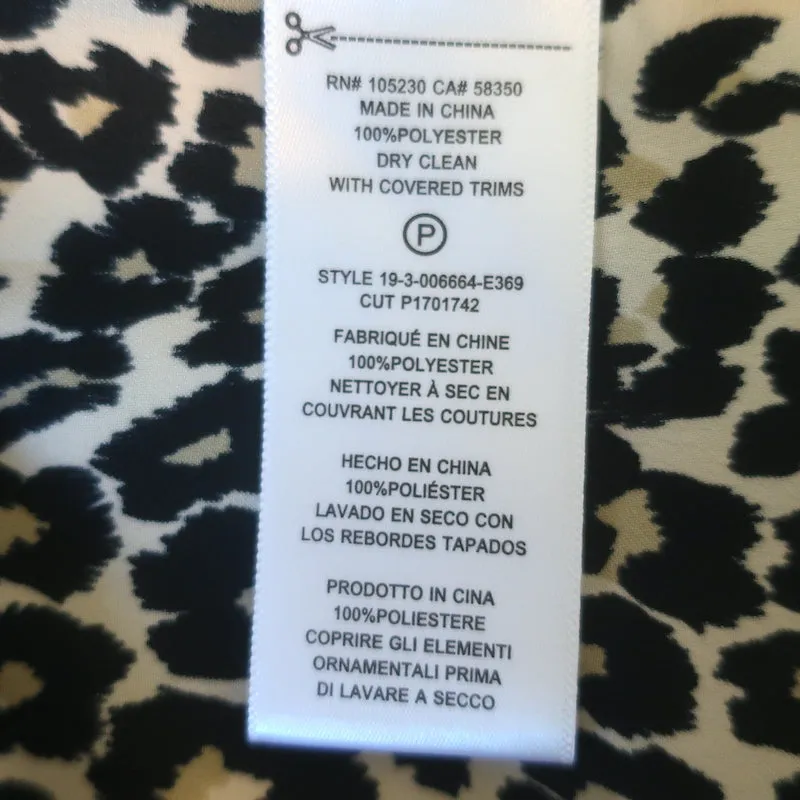 RN# 105230 CA# 58350
MADE IN CHINA
100%POLYESTER
DRY CLEAN
WITH COVERED TRIMS
P
STYLE 19-3-006664-E369
CUT P1701742
FABRIQUÉ EN CHINE
100%POLYESTER
NETTOYER À SEC EN
COUVRANT LES COUTURES
HECHO EN CHINA
100%POLIÉSTER
LAVADO EN SECO CON
LOS REBORDES TAPADOS
PRODOTTO IN CINA
100%POLIESTERE
COPRIRE GLI ELEMENTI
ORNAMENTALI PRIMA
DI LAVARE A SECCO